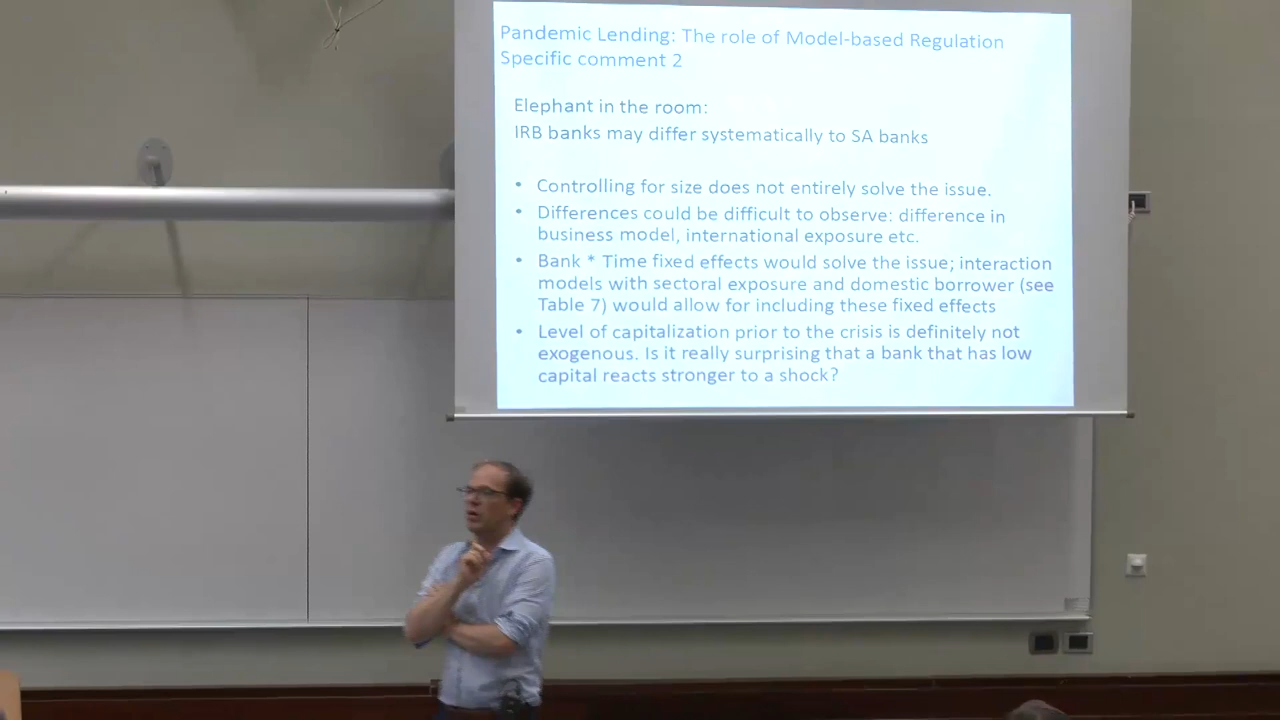 Pandemic Lending: The role of Model-based Regulation
Specific comment 2
Elephant in the room:
IRB banks may differ systematically to SA banks
• Controlling for size does not entirely solve the issue.
• Differences could be difficult to observe: difference in
business model, international exposure etc.
• Bank * Time fixed effects would solve the issue; interaction
models with sectoral exposure and domestic borrower (see
Table 7) would allow for including these fixed effects
• Level of capitalization prior to the crisis is definitely not
exogenous. Is it really surprising that a bank that has low
capital reacts stronger to a shock?